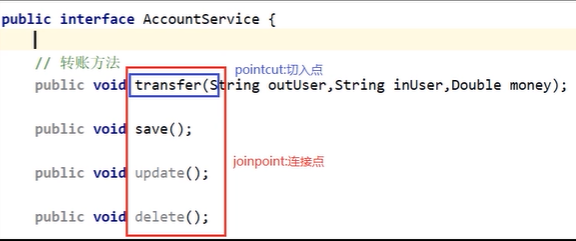 public interface AccountService {
// 转账方法
pointcut:切入点
public void transfer(String outUser,String inUser,Double money);
public void save();
joinpoint:连接点
public void update();
public void delete();